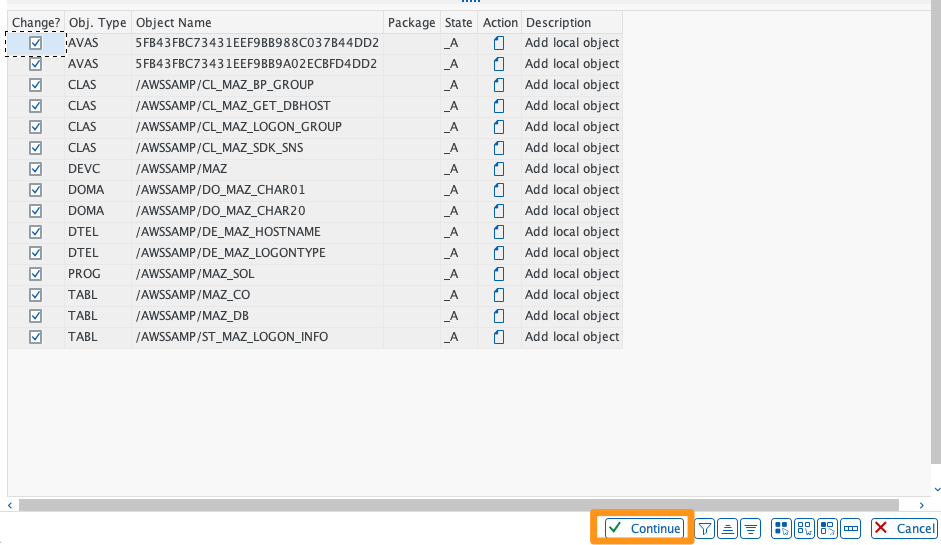 Change? Obj. Type Object Name Package State Action Description
AVAS 5FB43FBC73431EEF9BB988C037B44DD2 _A Add local object
AVAS 5FB43FBC73431EEF9BB9A02ECBFD4DD2 _A Add local object
CLAS /AWSSAMP/CL_MAZ_BP_GROUP _A Add local object
CLAS /AWSSAMP/CL_MAZ_GET_DBHOST _A Add local object
CLAS /AWSSAMP/CL_MAZ_LOGON_GROUP _A Add local object
CLAS /AWSSAMP/CL_MAZ_SDK_SNS _A Add local object
DEVC /AWSSAMP/MAZ _A Add local object
DOMA /AWSSAMP/DO_MAZ_CHAR01 _A Add local object
DOMA /AWSSAMP/DO_MAZ_CHAR20 _A Add local object
DTEL /AWSSAMP/DE_MAZ_HOSTNAME _A Add local object
DTEL /AWSSAMP/DE_MAZ_LOGONTYPE _A Add local object
PROG /AWSSAMP/MAZ_SOL _A Add local object
TABL /AWSSAMP/MAZ_CO _A Add local object
TABL /AWSSAMP/MAZ_DB _A Add local object
TABL /AWSSAMP/ST_MAZ_LOGON_INFO _A Add local object
Continue Cancel